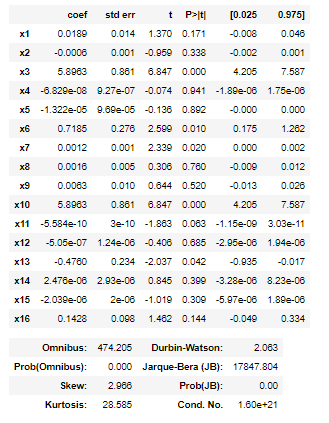 coef std err t P>|t| [0.025 0.975]
x1 0.0189 0.014 1.370 0.171 -0.008 0.046
x2 -0.0006 0.001 -0.959 0.338 -0.002 0.001
x3 5.8963 0.861 6.847 0.000 4.205 7.587
x4 -6.829e-08 9.27e-07 -0.074 0.941 -1.89e-06 1.75e-06
x5 -1.322e-05 9.69e-05 -0.136 0.892 -0.000 0.000
x6 0.7185 0.276 2.599 0.010 0.175 1.262
x7 0.0012 0.001 2.339 0.020 0.000 0.002
x8 0.0016 0.005 0.306 0.760 -0.009 0.012
x9 0.0063 0.010 0.644 0.520 -0.013 0.026
x10 5.8963 0.861 6.847 0.000 4.205 7.587
x11 -5.584e-10 3e-10 -1.863 0.063 -1.15e-09 3.03e-11
x12 -5.05e-07 1.24e-06 -0.406 0.685 -2.95e-06 1.94e-06
x13 -0.4760 0.234 -2.037 0.042 -0.935 -0.017
x14 2.476e-06 2.93e-06 0.845 0.399 -3.28e-06 8.23e-06
x15 -2.039e-06 2e-06 -1.019 0.309 -5.97e-06 1.89e-06
x16 0.1428 0.098 1.462 0.144 -0.049 0.334
Omnibus: 474.205 Durbin-Watson: 2.063
Prob(Omnibus): 0.000 Jarque-Bera (JB): 17847.804
Skew: 2.966 Prob(JB): 0.00
Kurtosis: 28.585 Cond. No. 1.60e+21